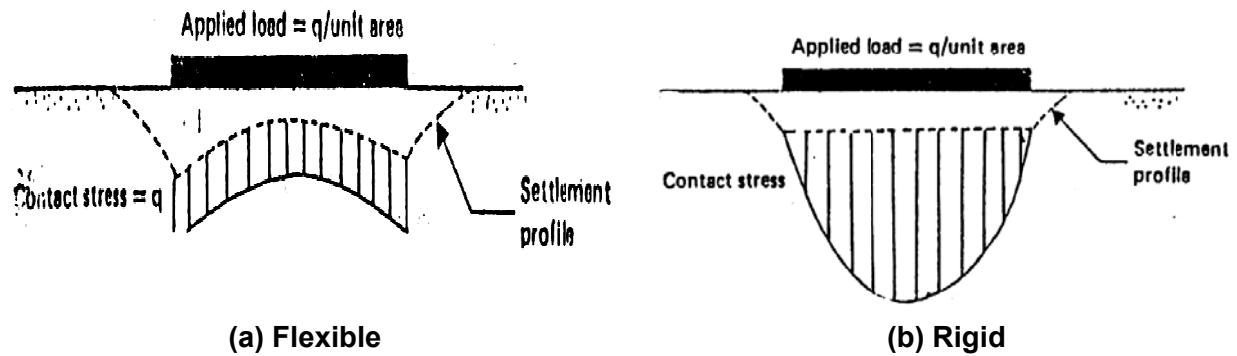 Applied load = q/unit area
Contact stress = q
Settlement
profile
(a) Flexible
Applied load = q/unit area
Contact stress
Settlement
profile
(b) Rigid